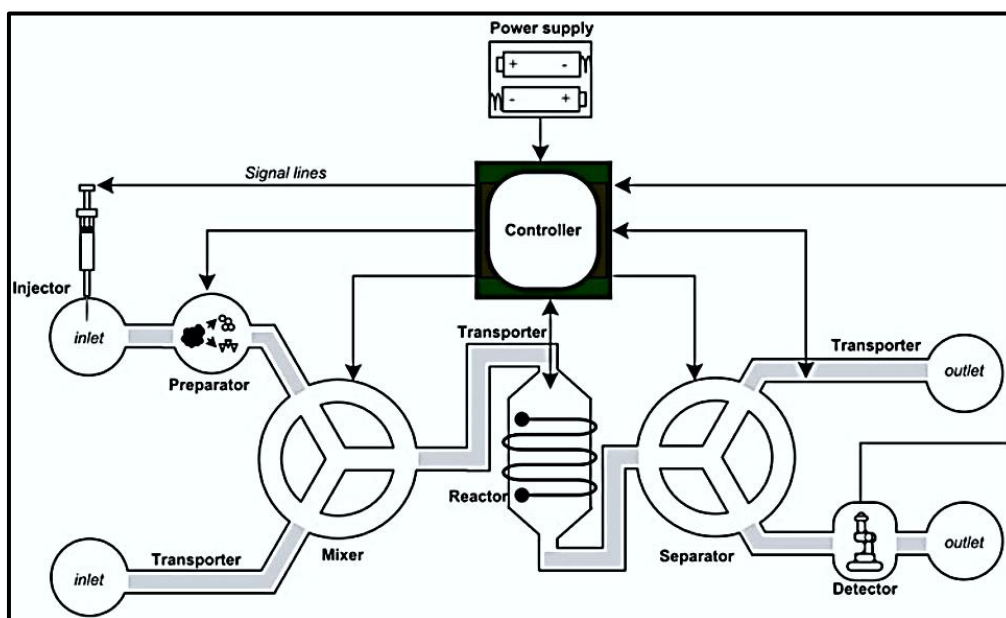 Power supply
+ -
- +
Signal lines
Controller
Injector
inlet
Preparator
Transporter
Transporter
outlet
Reactor
Transporter
Mixer
Separator
inlet
Detector
outlet